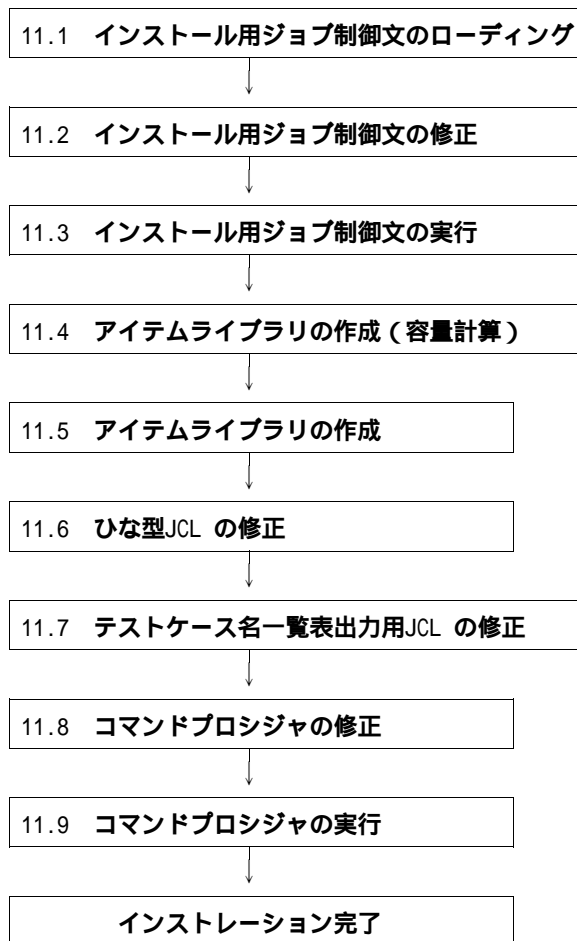 11.1 インストール用ジョブ制御文のローディング
11.2 インストール用ジョブ制御文の修正
11.3 インストール用ジョブ制御文の実行
11.4 アイテムライブラリの作成（容量計算）
11.5 アイテムライブラリの作成
11.6 ひな型JCL の修正
11.7 テストケース名一覧表出力用JCL の修正
11.8 コマンドプロシジャの修正
11.9 コマンドプロシジャの実行
インストレーション完了